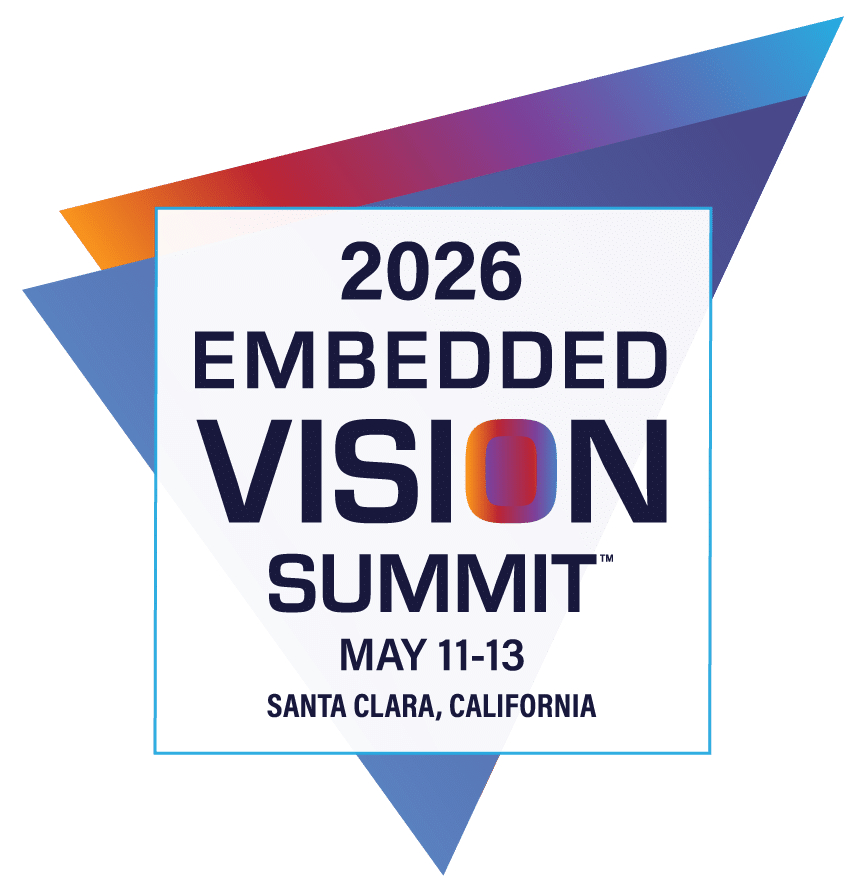 2026
EMBEDDED
VISION
SUMMIT™
MAY 11-13
SANTA CLARA, CALIFORNIA